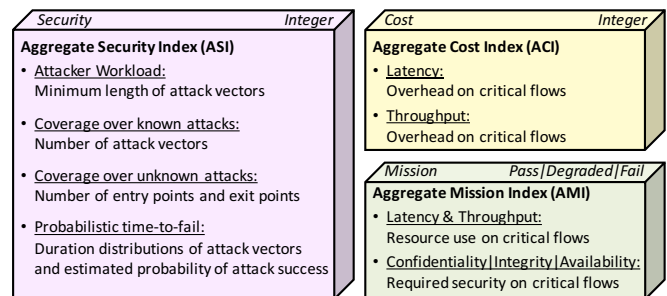 Security Integer
Aggregate Security Index (ASI)
• Attacker Workload:
Minimum length of attack vectors
• Coverage over known attacks:
Number of attack vectors
• Coverage over unknown attacks:
Number of entry points and exit points
• Probabilistic time-to-fail:
Duration distributions of attack vectors
and estimated probability of attack success
Cost Integer
Aggregate Cost Index (ACI)
• Latency:
Overhead on critical flows
• Throughput:
Overhead on critical flows
Mission Pass|Degraded|Fail
Aggregate Mission Index (AMI)
• Latency & Throughput:
Resource use on critical flows
• Confidentiality|Integrity|Availability:
Required security on critical flows